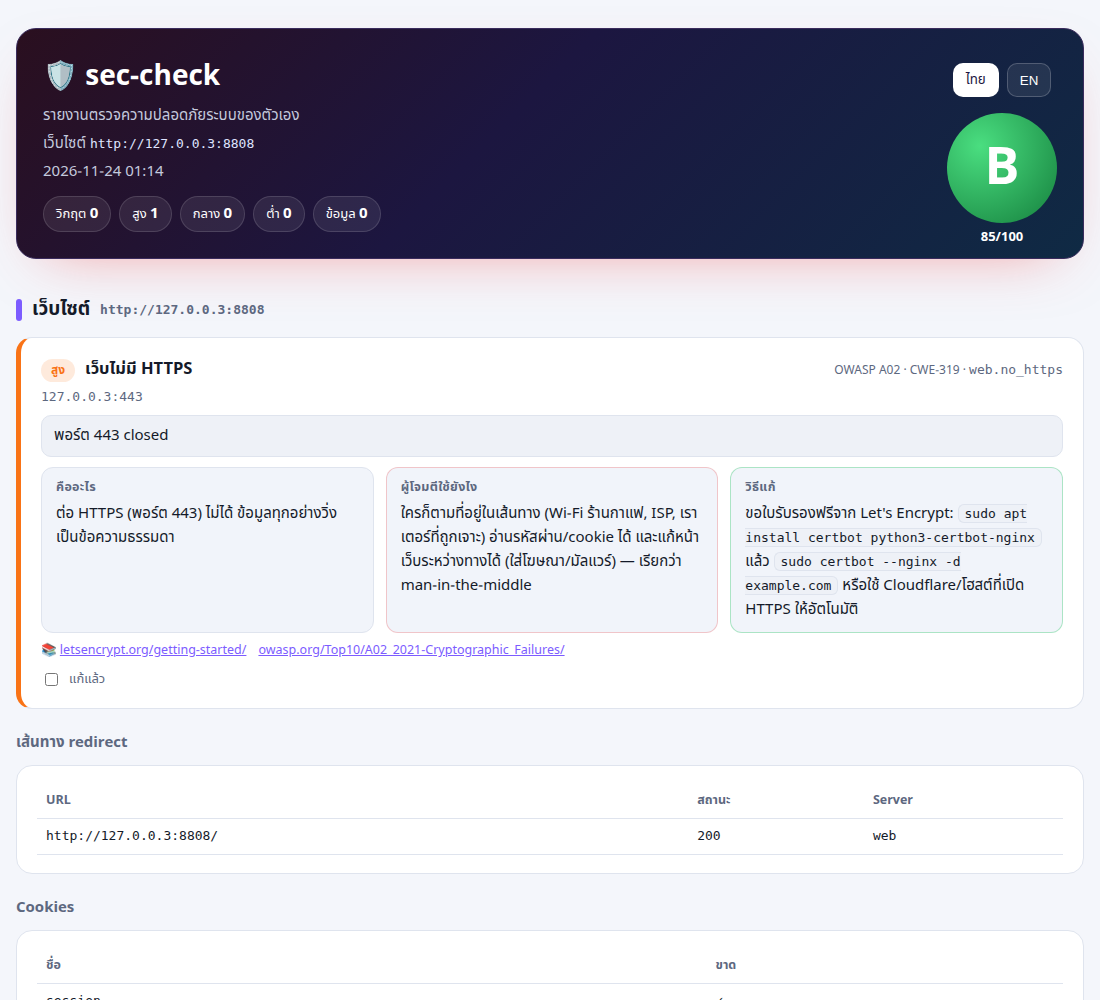 🛡️ sec-check
ไทย
EN
รายงานตรวจความปลอดภัยระบบของตัวเอง
เว็บไซต์ http://127.0.0.3:8808
2026-11-24 01:14
วิกฤต 0
สูง 1
กลาง 0
ต่ำ 0
ข้อมูล 0
B
85/100
เว็บไซต์ http://127.0.0.3:8808
สูง เว็บไม่มี HTTPS
OWASP A02 · CWE-319 · web.no_https
127.0.0.3:443
พอร์ต 443 closed
คืออะไร
ต่อ HTTPS (พอร์ต 443) ไม่ได้ ข้อมูลทุกอย่างวิ่ง
เป็นข้อความธรรมดา
ผู้โจมตีใช้ยังไง
ใครก็ตามที่อยู่ในเส้นทาง (Wi-Fi ร้านกาแฟ, ISP, เรา
เตอร์ที่ถูกเจาะ) อ่านรหัสผ่าน/cookie ได้ และแก้หน้า
เว็บระหว่างทางได้ (ใส่โฆษณา/มัลแวร์) — เรียกว่า
man-in-the-middle
วิธีแก้
ขอใบรับรองฟรีจาก Let's Encrypt: sudo apt
install certbot python3-certbot-nginx
แล้ว sudo certbot --nginx -d
example.com หรือใช้ Cloudflare/โฮสต์ที่เปิด
HTTPS ให้อัตโนมัติ
📚 letsencrypt.org/getting-started/ owasp.org/Top10/A02_2021-Cryptographic_Failures/
แก้แล้ว
เส้นทาง redirect
URL สถานะ Server
http://127.0.0.3:8808/ 200 web
Cookies
ชื่อ ขาด